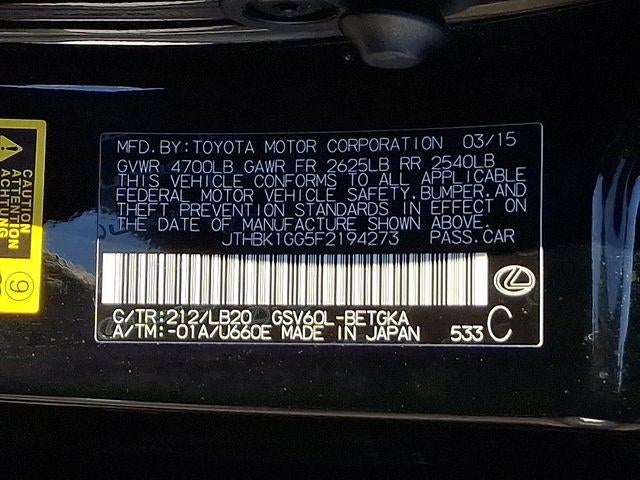 MFD. BY: TOYOTA MOTOR CORPORATION 03/15
GVWR 4700LB GAWR FR 2625LB RR 2540LB
THIS VEHICLE CONFORMS TO ALL APPLICABLE
FEDERAL MOTOR VEHICLE SAFETY, BUMPER, AND
THEFT PREVENTION STANDARDS IN EFFECT ON
THE DATE OF MANUFACTURE SHOWN ABOVE.
JTHBK1GG5F2194273 PASS.CAR
C/TR:212/LB20 GSV60L-BETGKA
A/TM:-01A/U660E MADE IN JAPAN 533 C
CAUTION
ATTENTION
ACHTUNG
9